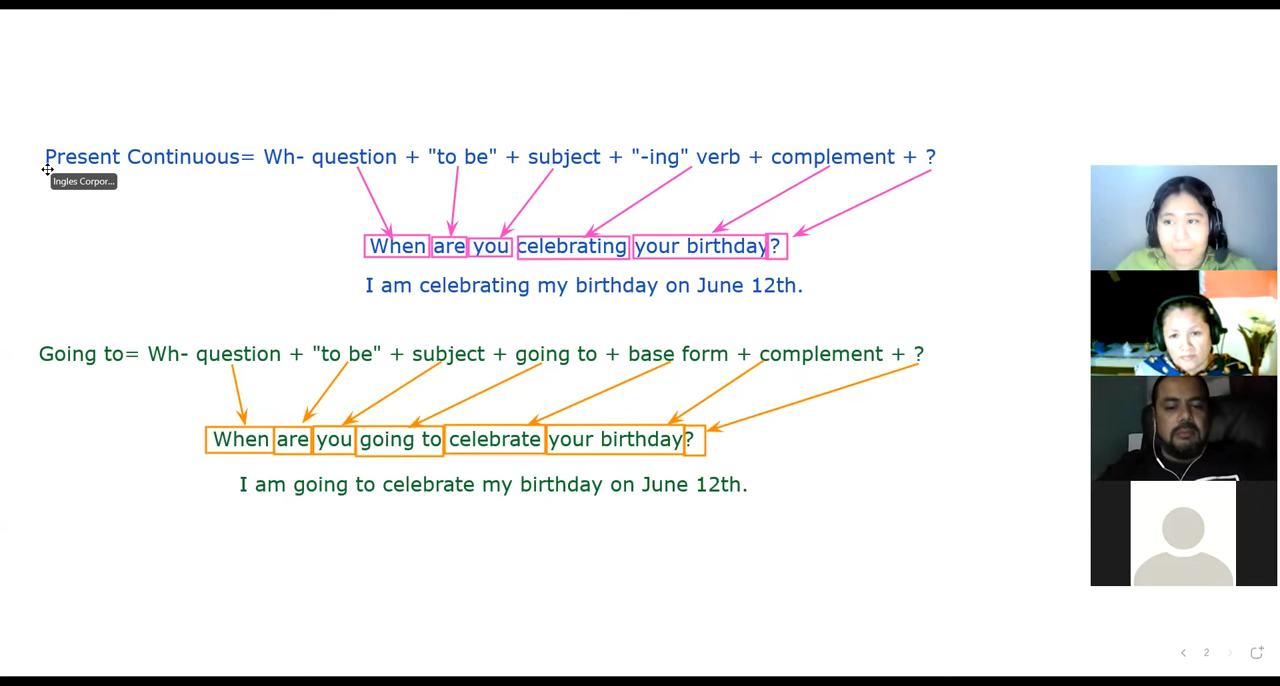 Present Continuous= Wh- question + "to be" + subject + "-ing" verb + complement + ?
Ingles Corpor...
When are you celebrating your birthday?
I am celebrating my birthday on June 12th.
Going to= Wh- question + "to be" + subject + going to + base form + complement + ?
When are you going to celebrate your birthday?
I am going to celebrate my birthday on June 12th.
2